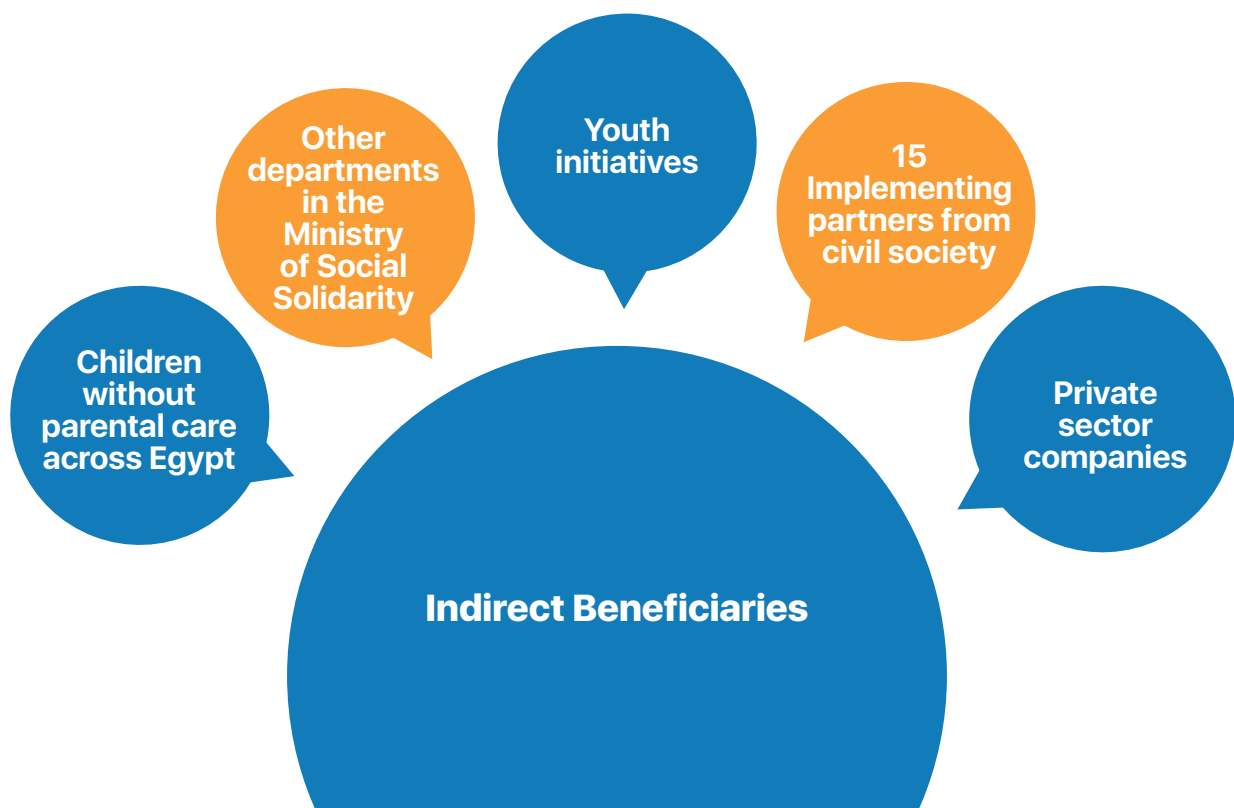 Children
without
parental care
across Egypt
Other
departments
in the
Ministry
of Social
Solidarity
Youth
initiatives
15
Implementing
partners from
civil society
Private
sector
companies
Indirect Beneficiaries